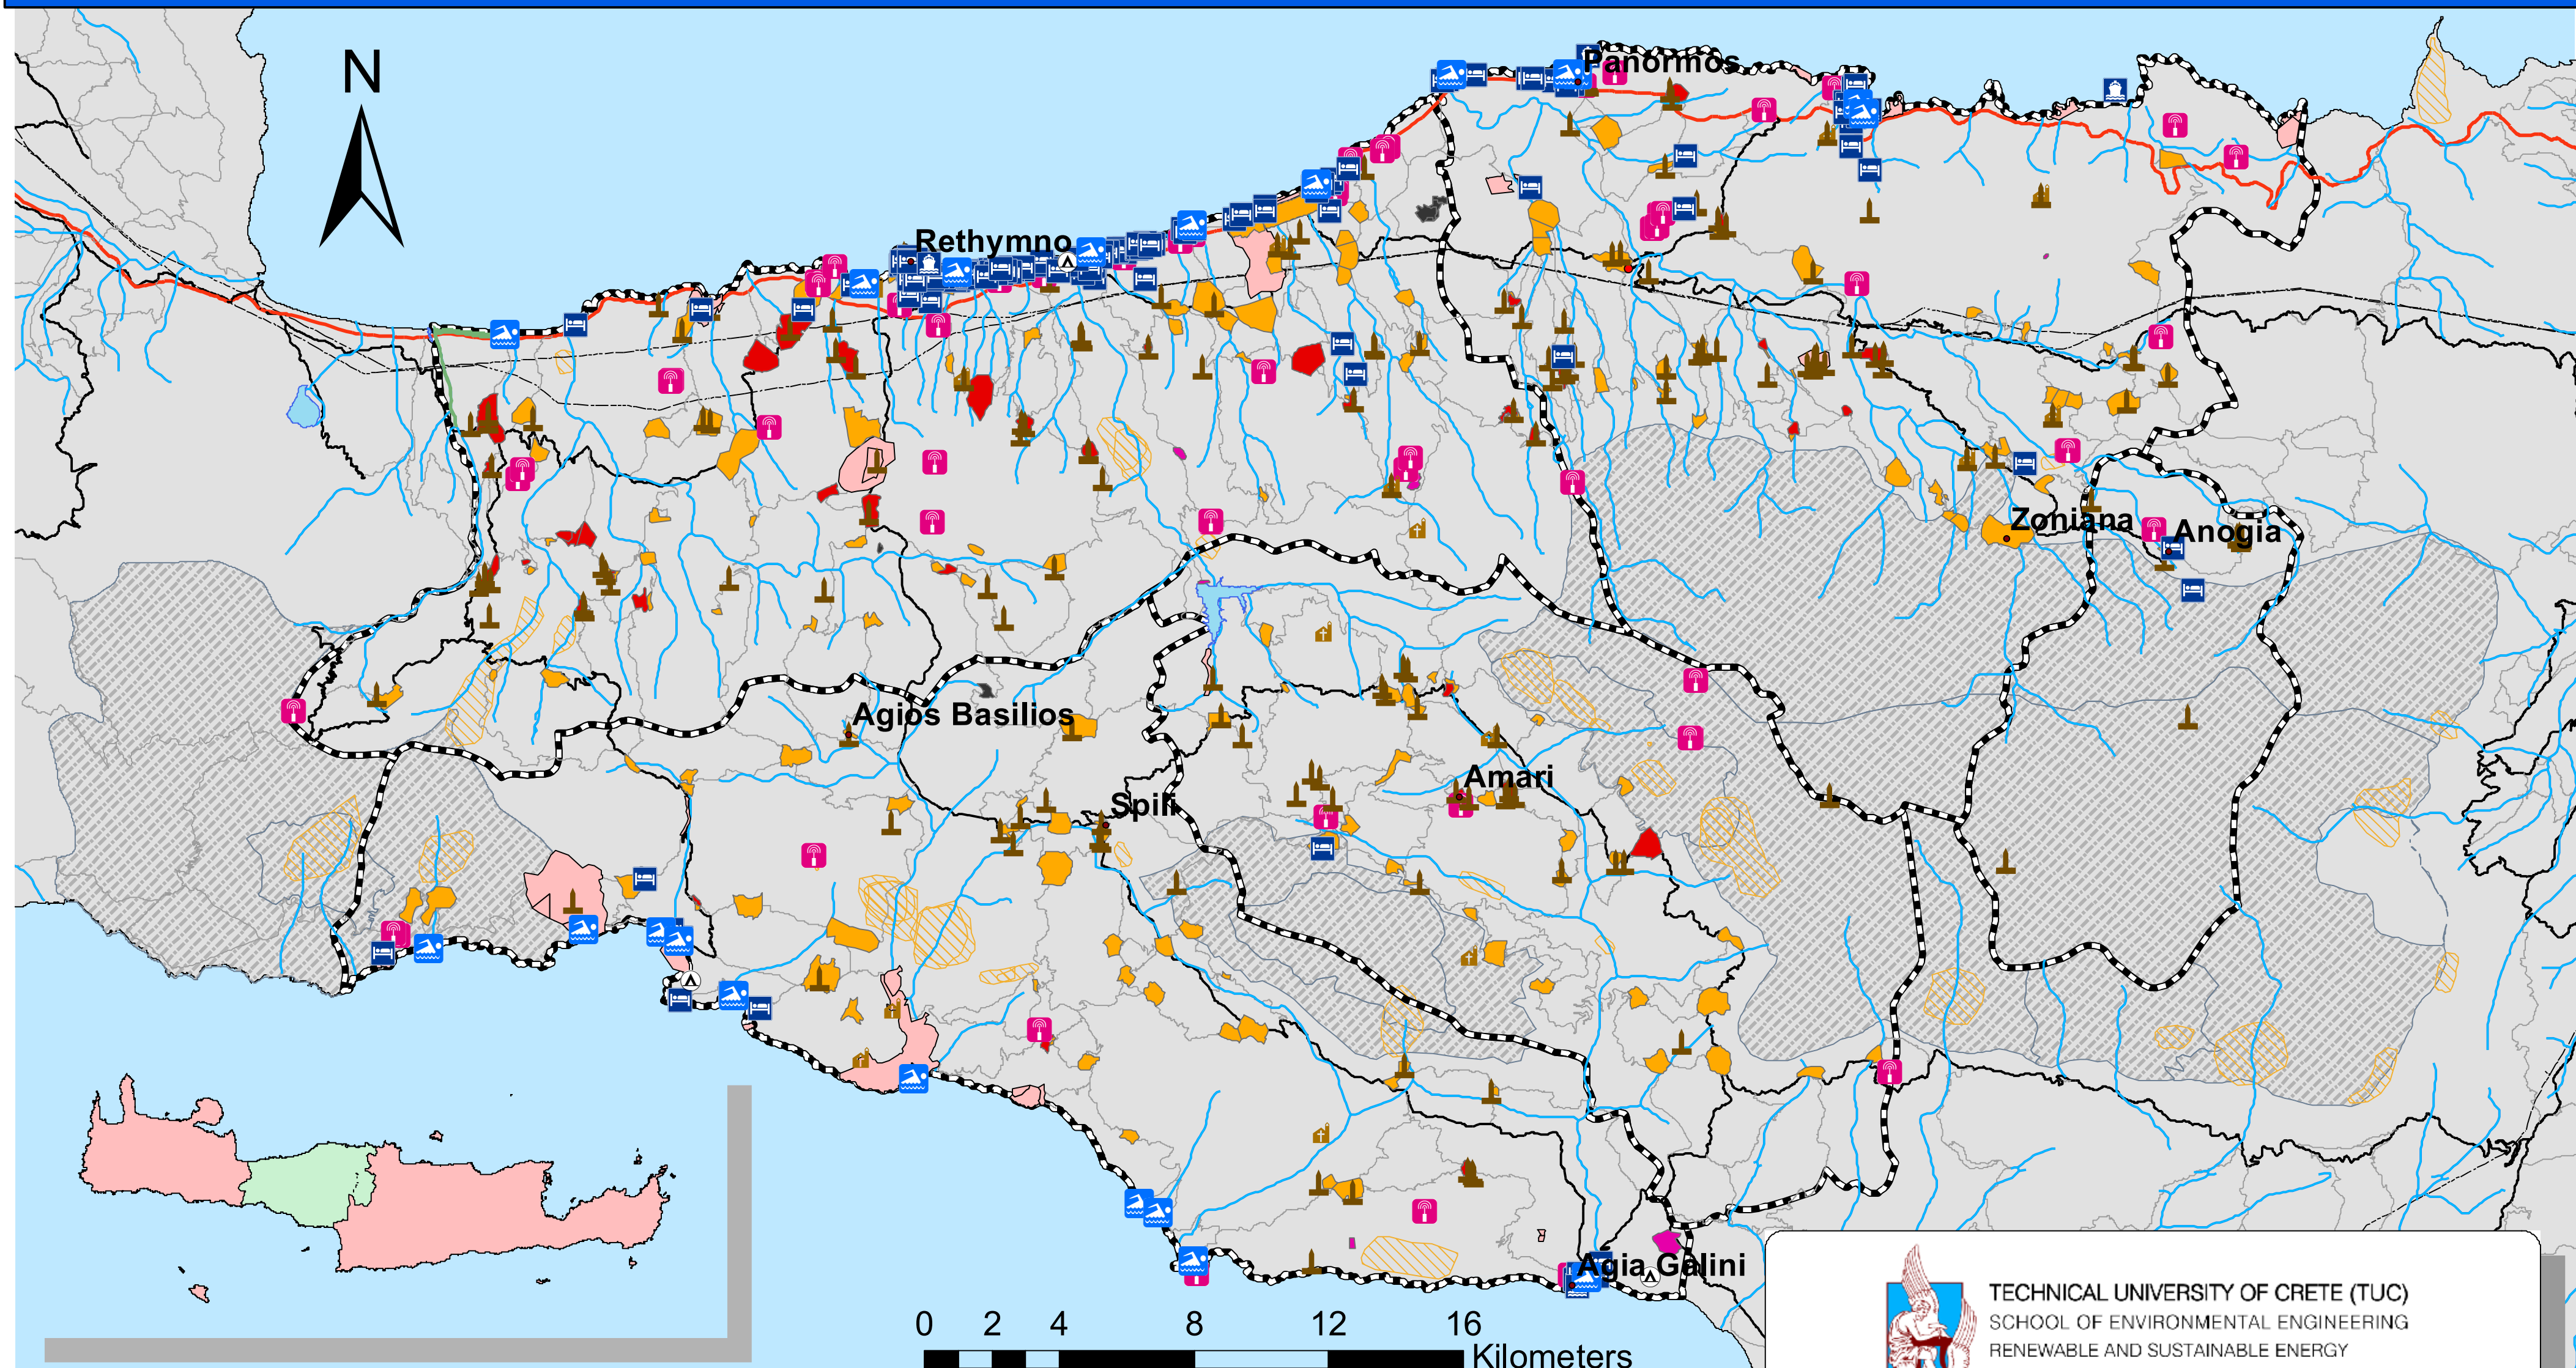 N
Panormos
Rethymno
Zoniana
Anogia
Agios Basilios
Amari
Spili
Agia Galini
0 2 4 8 12 16
Kilometers
TECHNICAL UNIVERSITY OF CRETE (TUC)
SCHOOL OF ENVIRONMENTAL ENGINEERING
RENEWABLE AND SUSTAINABLE ENERGY